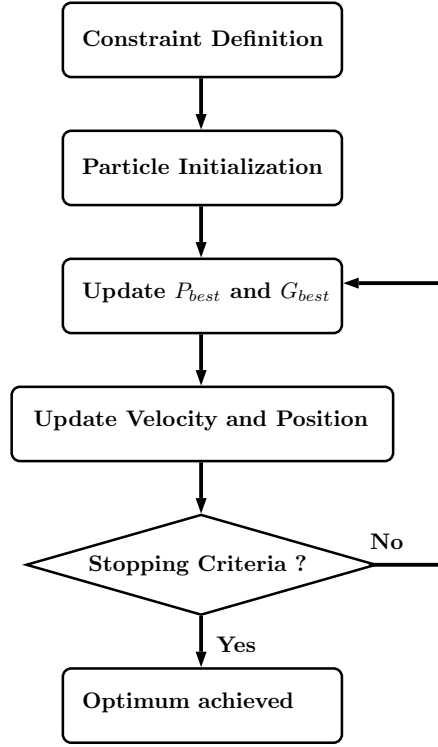 Constraint Definition
Particle Initialization
Update P_best and G_best
Update Velocity and Position
Stopping Criteria ?
No
Yes
Optimum achieved